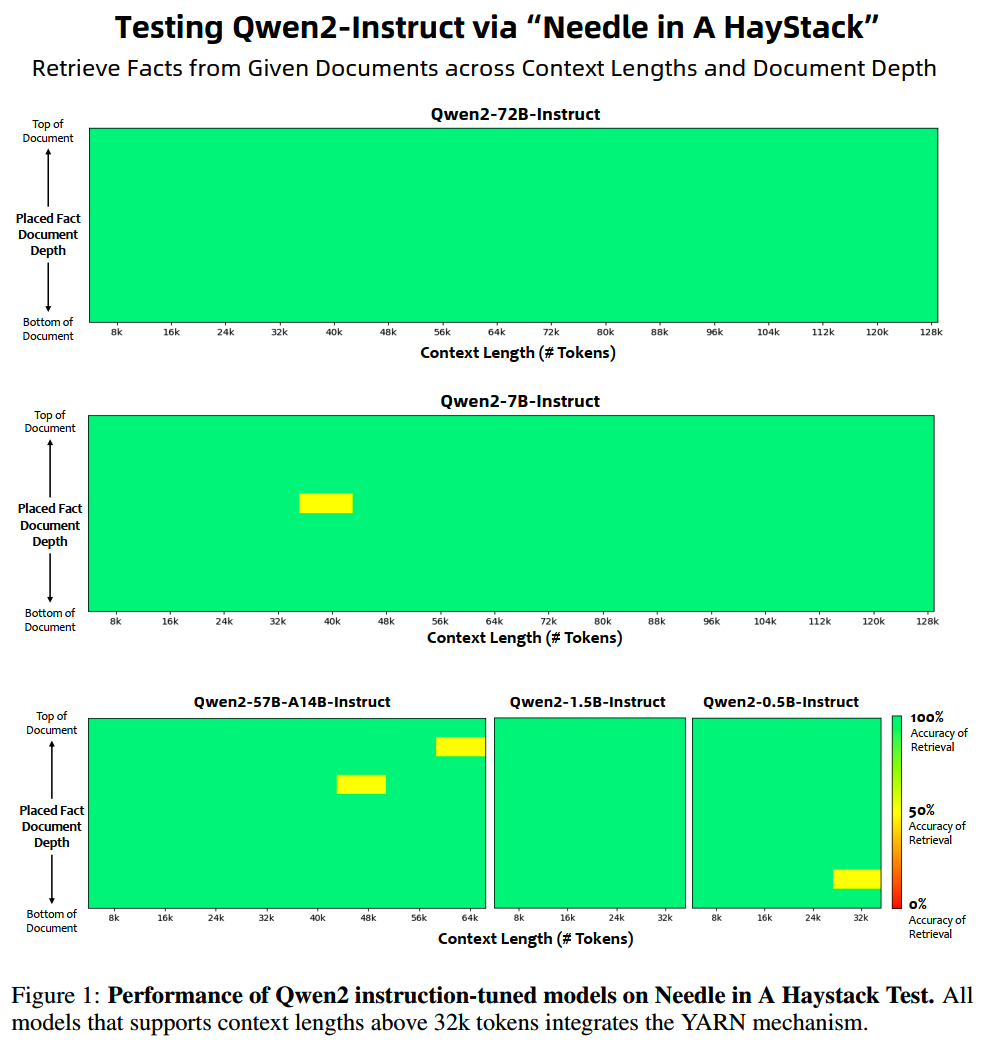 Testing Qwen2-Instruct via “Needle in A HayStack”
Retrieve Facts from Given Documents across Context Lengths and Document Depth
Qwen2-72B-Instruct
Top of
Document
Placed Fact
Document
Depth
Bottom of
Document
8k 16k 24k 32k 40k 48k 56k 64k 72k 80k 88k 96k 104k 112k 120k 128k
Context Length (# Tokens)
Qwen2-7B-Instruct
Top of
Document
Placed Fact
Document
Depth
Bottom of
Document
8k 16k 24k 32k 40k 48k 56k 64k 72k 80k 88k 96k 104k 112k 120k 128k
Context Length (# Tokens)
Qwen2-57B-A14B-Instruct
Qwen2-1.5B-Instruct
Qwen2-0.5B-Instruct
Top of
Document
Placed Fact
Document
Depth
Bottom of
Document
8k 16k 24k 32k 40k 48k 56k 64k
8k 16k 24k 32k
8k 16k 24k 32k
100%
Accuracy of
Retrieval
50%
Accuracy of
Retrieval
0%
Accuracy of
Retrieval
Context Length (# Tokens)
Figure 1: Performance of Qwen2 instruction-tuned models on Needle in A Haystack Test. All
models that supports context lengths above 32k tokens integrates the YARN mechanism.